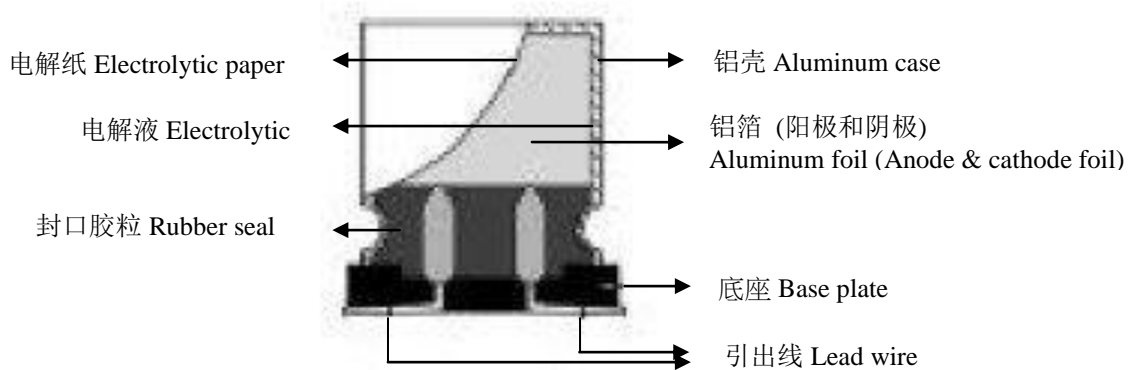 电解纸 Electrolytic paper
铝壳 Aluminum case
电解液 Electrolytic
铝箔 (阳极和阴极)
Aluminum foil (Anode & cathode foil)
封口胶粒 Rubber seal
底座 Base plate
引出线 Lead wire